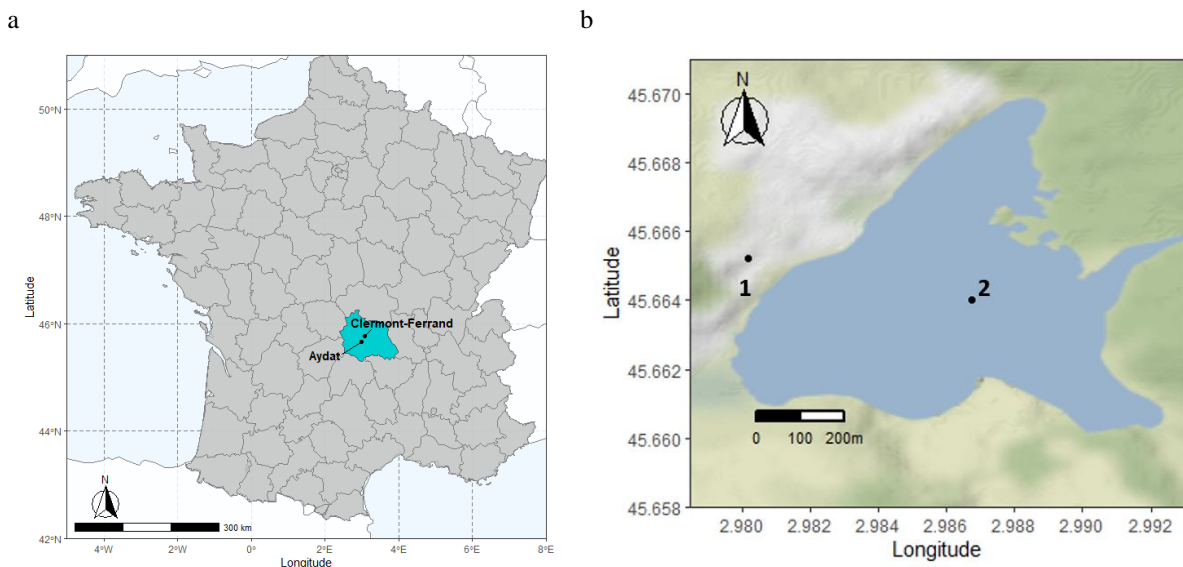 a
50°N
48°N
46°N
44°N
42°N
Latitude
Clermont-Ferrand
Aydat
N
300 km
4°W
2°W
0°
2°E
4°E
6°E
8°E
Longitude
b
45.670
45.668
45.666
45.664
45.662
45.660
45.658
Latitude
N
1
2
0 100 200m
2.980 2.982 2.984 2.986 2.988 2.990 2.992
Longitude